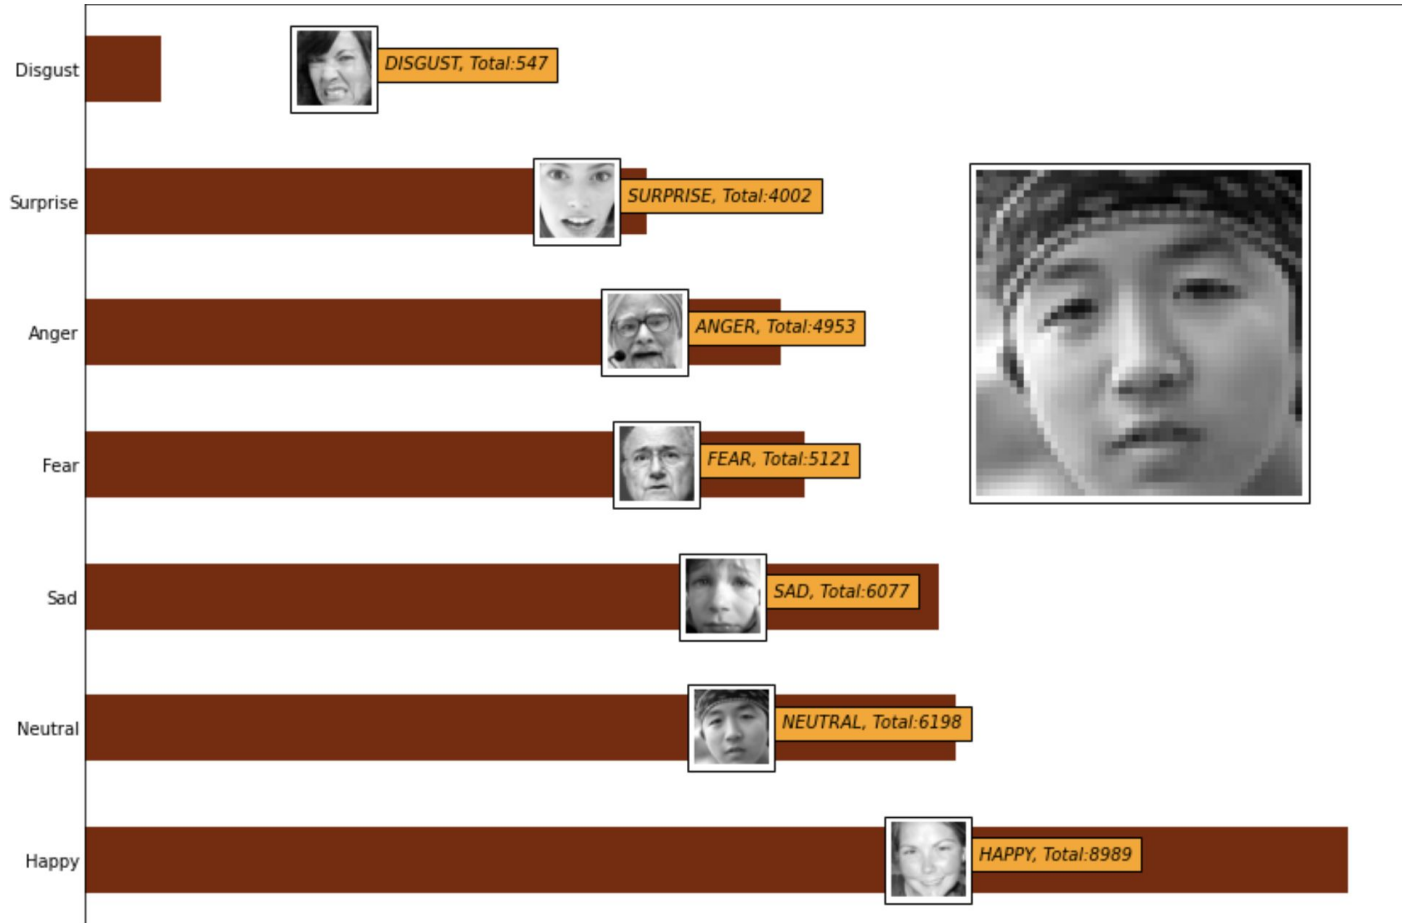 Disgust
DISGUST, Total:547
Surprise
SURPRISE, Total:4002
Anger
ANGER, Total:4953
Fear
FEAR, Total:5121
Sad
SAD, Total:6077
Neutral
NEUTRAL, Total:6198
Happy
HAPPY, Total:8989